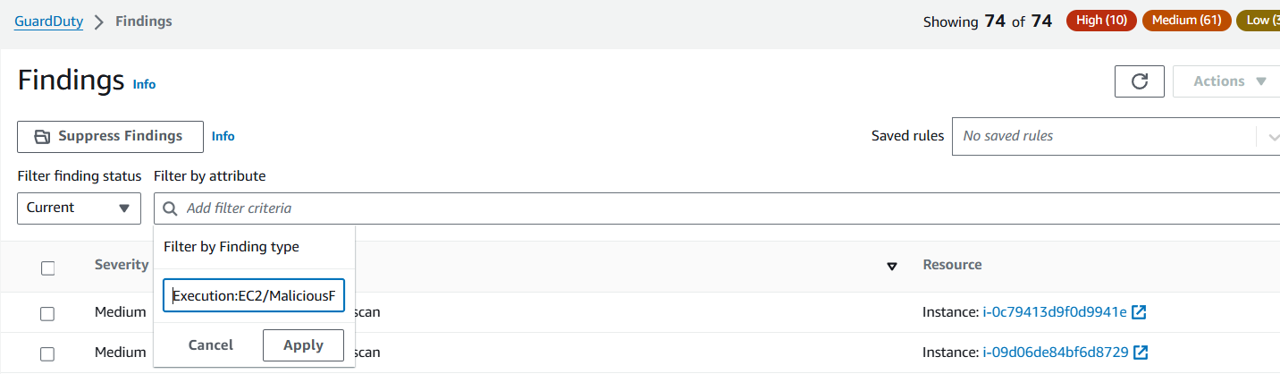 GuardDuty > Findings
Showing 74 of 74 High (10) Medium (61) Low (3
Findings Info
Actions
Suppress Findings Info
Saved rules No saved rules
Filter finding status Filter by attribute
Current Add filter criteria
Filter by Finding type
Severity Resource
Execution:EC2/MaliciousF
Medium scan Instance: i-0c79413d9f0d9941e
Cancel Apply
Medium scan Instance: i-09d06de84bf6d8729